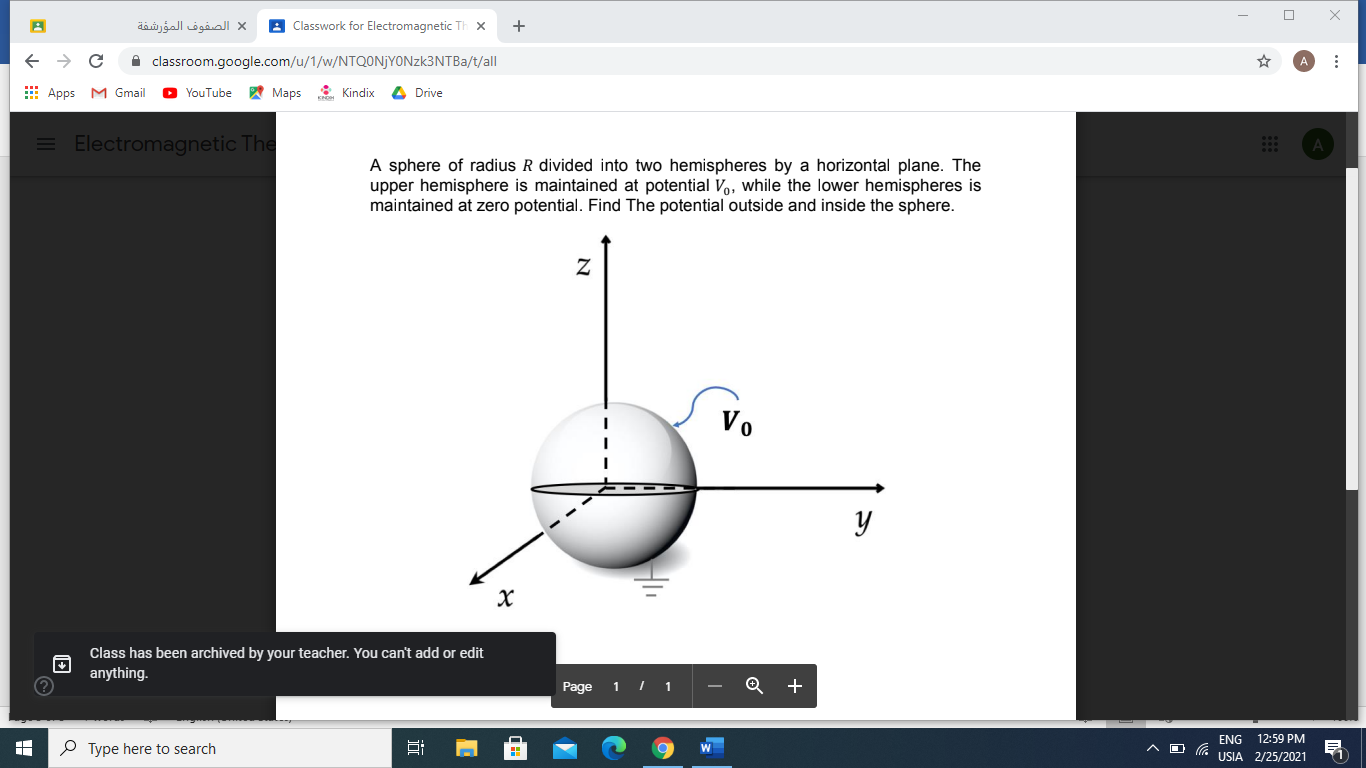 الصفوف المؤرشفة
Classwork for Electromagnetic Th
classroom.google.com/u/1/w/NTQ0NjY0Nzk3NTBa/t/all
A
Apps Gmail YouTube Maps Kindix Drive
Electromagnetic The
A
A sphere of radius R divided into two hemispheres by a horizontal plane. The
upper hemisphere is maintained at potential V₀, while the lower hemispheres is
maintained at zero potential. Find The potential outside and inside the sphere.
z
V₀
y
x
Class has been archived by your teacher. You can't add or edit
anything.
Page 1 / 1
Type here to search
ENG 12:59 PM
USIA 2/25/2021
1